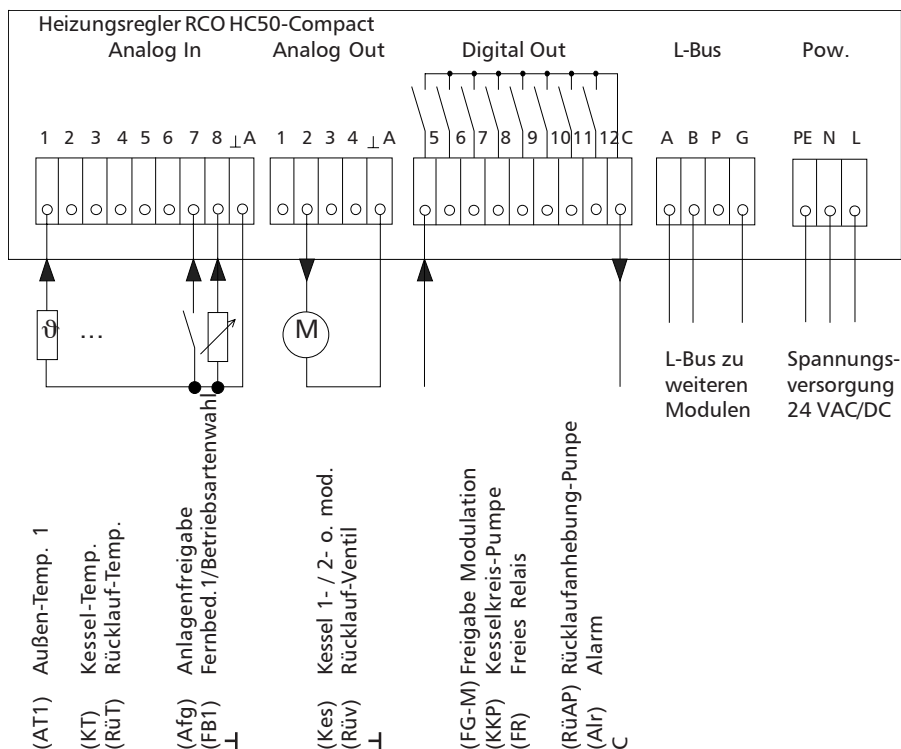 Heizungsregler RCO HC50-Compact
Analog In Analog Out Digital Out L-Bus Pow.
1 2 3 4 5 6 7 8 ⊥ A 1 2 3 4 ⊥ A 5 6 7 8 9 10 11 12 C A B P G PE N L
ϑ ... M
L-Bus zu
weiteren
Modulen
Spannungs-
versorgung
24 VAC/DC
(AT1) Außen-Temp. 1
(KT) Kessel-Temp.
(RüT) Rücklauf-Temp.
(Afg) Anlagenfreigabe
(FB1) Fernbed.1/Betriebsartenwahl
⊥
(Kes) Kessel 1- / 2- o. mod.
(Rüv) Rücklauf-Ventil
⊥
(FG-M) Freigabe Modulation
(KKP) Kesselkreis-Pumpe
(FR) Freies Relais
(RüAP) Rücklaufanhebung-Punpe
(Alr) Alarm
C